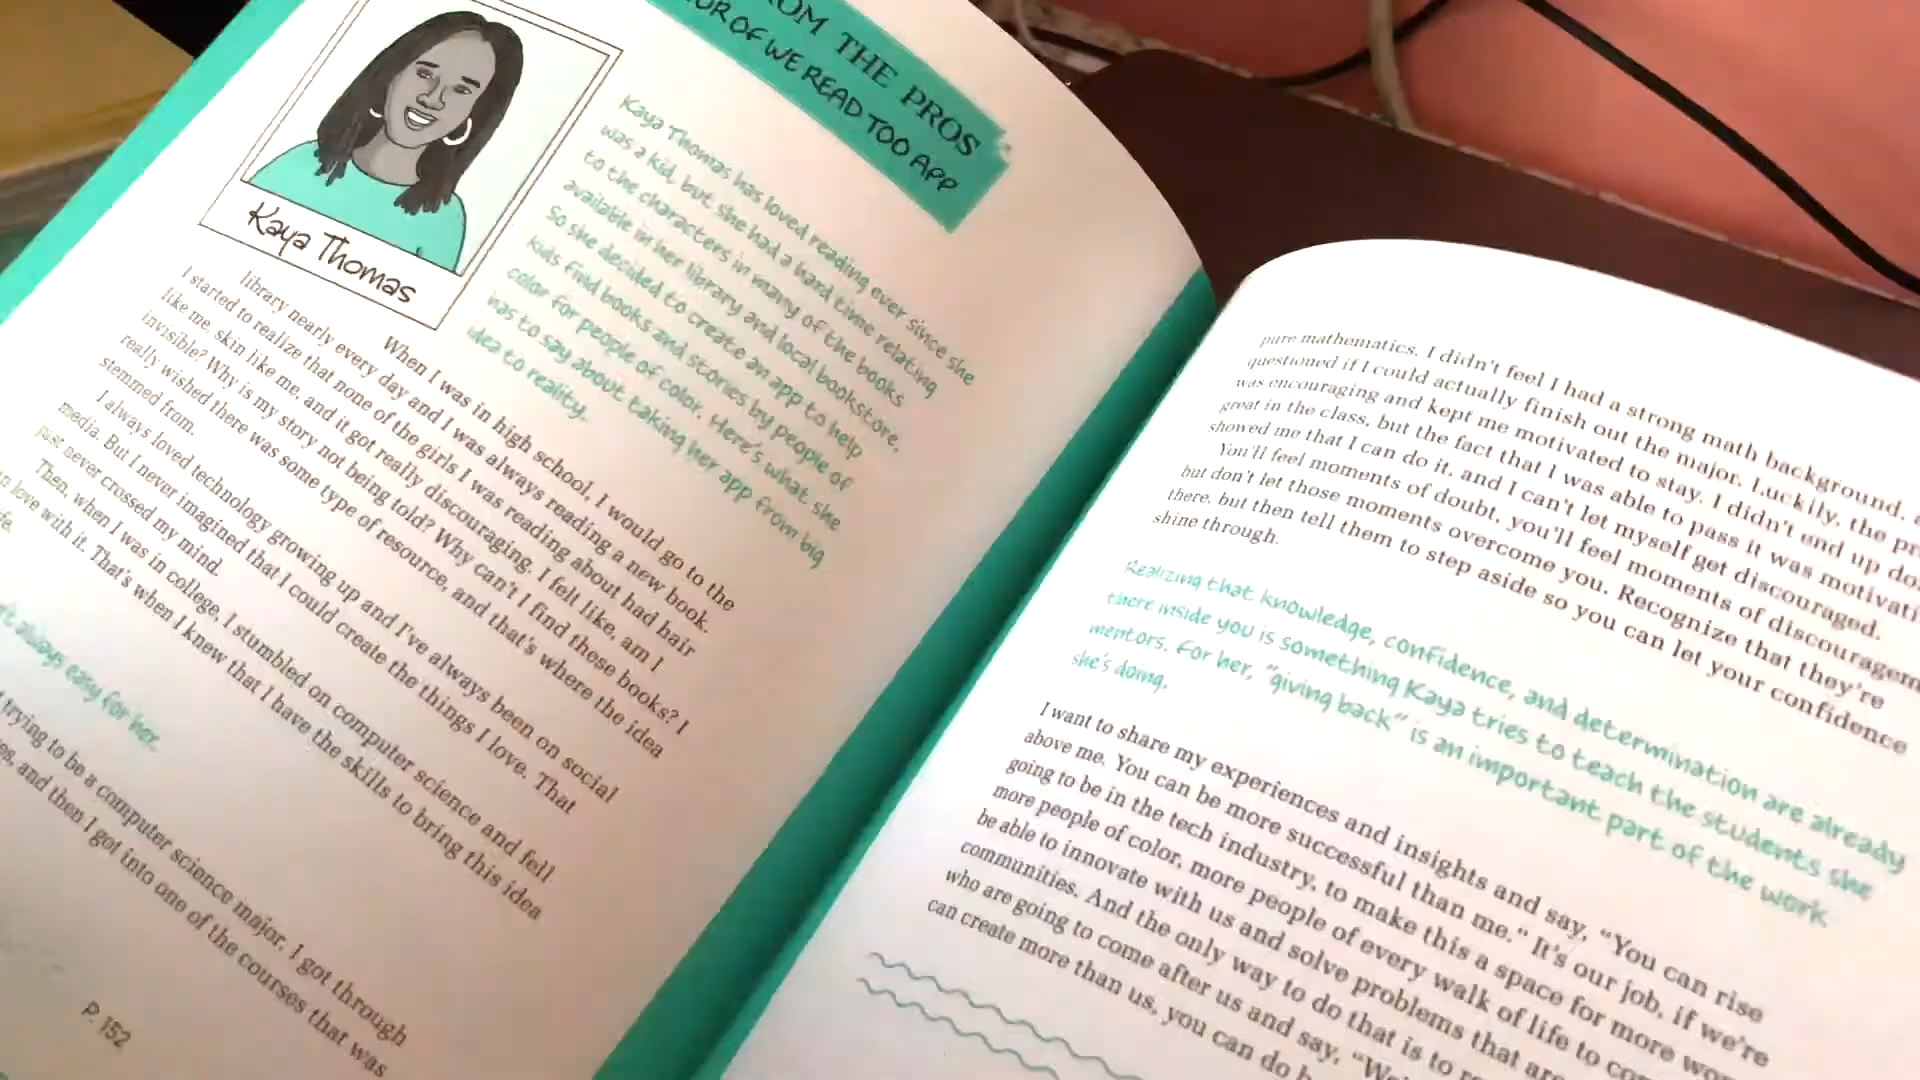 THE PROS
OF WE READ TOO APP
Kaya Thomas
Kaya Thomas has loved reading ever since she
was a kid, but she had a hard time relating
to the characters in many of the books
available in her library and local bookstore.
So she decided to create an app to help
kids find books and stories by people of
color for people of color. Here's what she
has to say about taking her app from big
idea to reality.
When I was in high school, I would go to the
library nearly every day and I was always reading a new book.
I started to realize that none of the girls I was reading about had hair
like me, skin like me, and it got really discouraging. I felt like, am I
invisible? Why is my story not being told? Why can't I find these books? I
really wished there was some type of resource, and that's where the idea
stemmed from.
I always loved technology growing up and I've always been on social
media. But I never imagined that I could create the things I love. That
just never crossed my mind.
Then, when I was in college, I stumbled on computer science and fell
in love with it. That's when I knew that I have the skills to bring this idea
always easy for her.
trying to be a computer science major. I got through
and then I got into one of the courses that was
P. 152
pure mathematics. I didn't feel I had a strong math background,
questioned if I could actually finish out the major. Luckily, the
was encouraging and kept me motivated to stay. I didn't end up
great in the class, but the fact that I was able to pass it was
showed me that I can do it, and I can't let myself get discouraged.
You'll feel moments of doubt, you'll feel moments of
but don't let those moments overcome you. Recognize that they're
there, but then tell them to step aside so you can let your confidence
shine through.
Realizing that knowledge, confidence, and determination are already
there inside you is something Kaya tries to teach the students she
mentors. For her, "giving back" is an important part of the work
she's doing.
I want to share my experiences and insights and say, "You can rise
above me. You can be more successful than me." It's our job, if we're
going to be in the tech industry, to make this a space for more
more people of color, more people of every walk of life to
be able to innovate with us and solve problems that
communities. And the only way to do that is to
who are going to come after us and say,
can create more than us, you can do